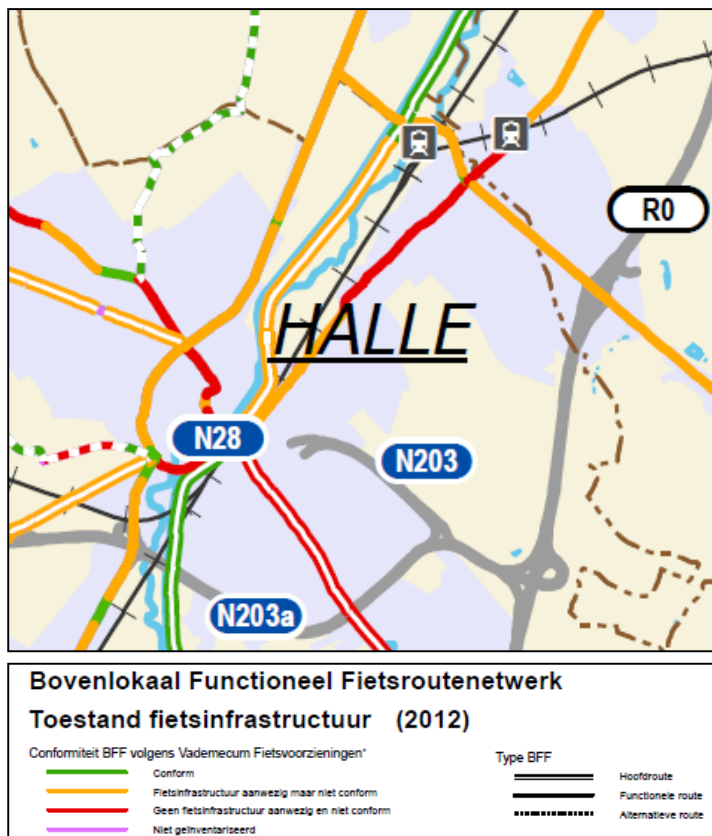 R0
HALLE
N28
N203
N203a
Bovenlokaal Functioneel Fietsroutenetwerk
Toestand fietsinfrastructuur (2012)
Conformiteit BFF volgens Vademecum Fietsvoorzieningen*
Conform
Fietsinfrastructuur aanwezig maar niet conform
Geen fietsinfrastructuur aanwezig en niet conform
Niet geïnventariseerd
Type BFF
Hoofdroute
Functionele route
Alternatieve route